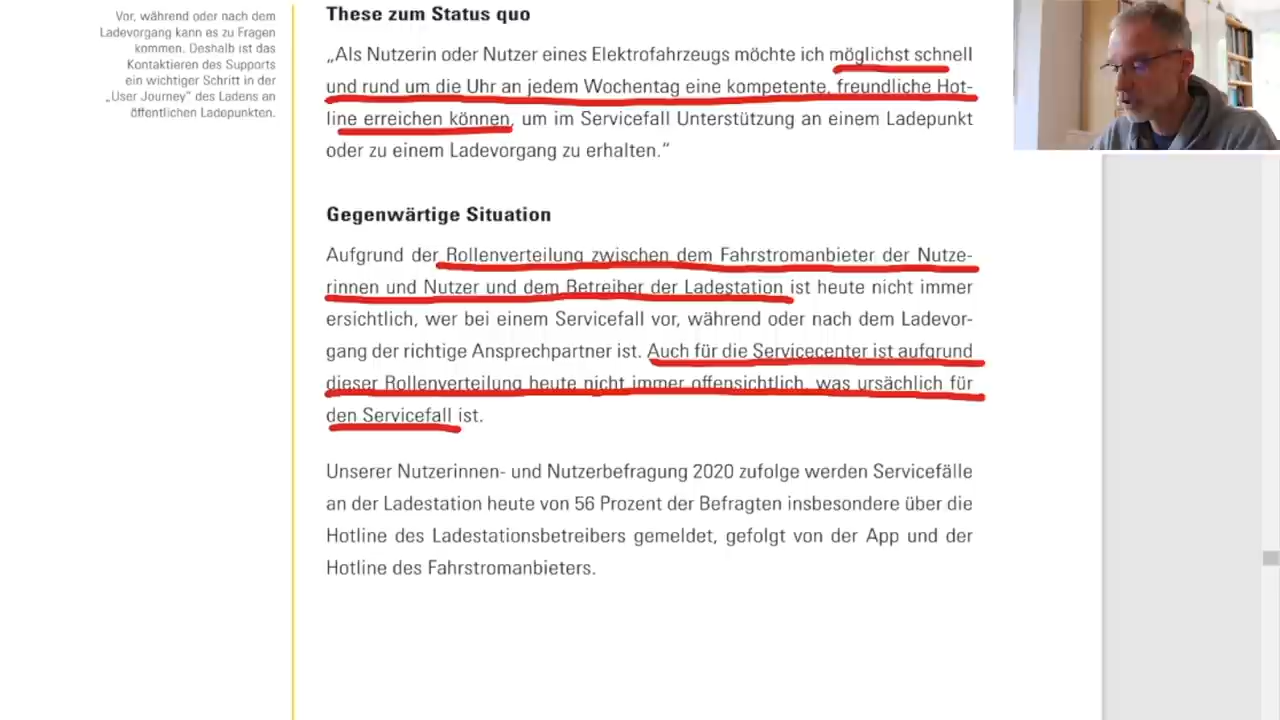 Vor, während oder nach dem
Ladevorgang kann es zu Fragen
kommen. Deshalb ist das
Kontaktieren des Supports
ein wichtiger Schritt in der
„User Journey" des Ladens an
öffentlichen Ladepunkten.
These zum Status quo
„Als Nutzerin oder Nutzer eines Elektrofahrzeugs möchte ich möglichst schnell
und rund um die Uhr an jedem Wochentag eine kompetente, freundliche Hot-
line erreichen können, um im Servicefall Unterstützung an einem Ladepunkt
oder zu einem Ladevorgang zu erhalten."
Gegenwärtige Situation
Aufgrund der Rollenverteilung zwischen dem Fahrstromanbieter der Nutze-
rinnen und Nutzer und dem Betreiber der Ladestation ist heute nicht immer
ersichtlich, wer bei einem Servicefall vor, während oder nach dem Ladevor-
gang der richtige Ansprechpartner ist. Auch für die Servicecenter ist aufgrund
dieser Rollenverteilung heute nicht immer offensichtlich, was ursächlich für
den Servicefall ist.
Unserer Nutzerinnen- und Nutzerbefragung 2020 zufolge werden Servicefälle
an der Ladestation heute von 56 Prozent der Befragten insbesondere über die
Hotline des Ladestationsbetreibers gemeldet, gefolgt von der App und der
Hotline des Fahrstromanbieters.